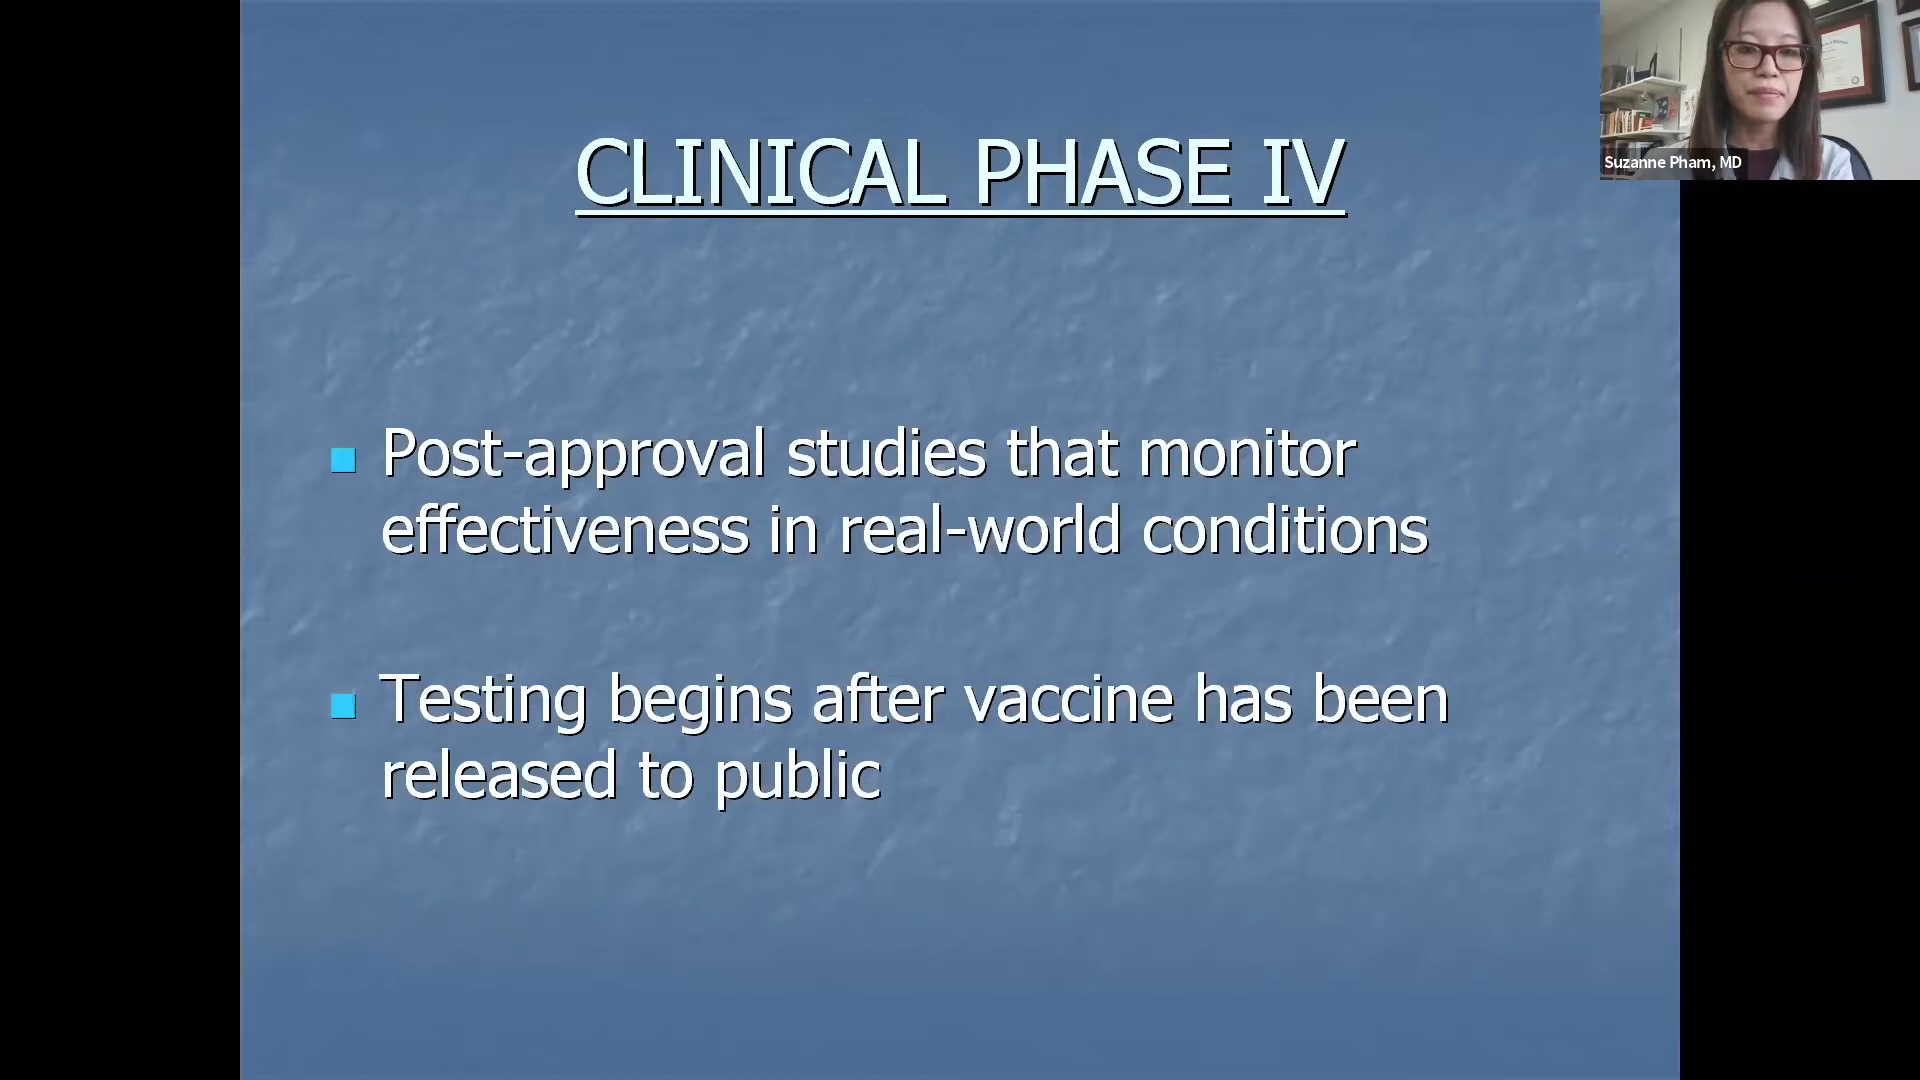 CLINICAL PHASE IV
Suzanne Pham, MD
Post-approval studies that monitor
effectiveness in real-world conditions
Testing begins after vaccine has been
released to public